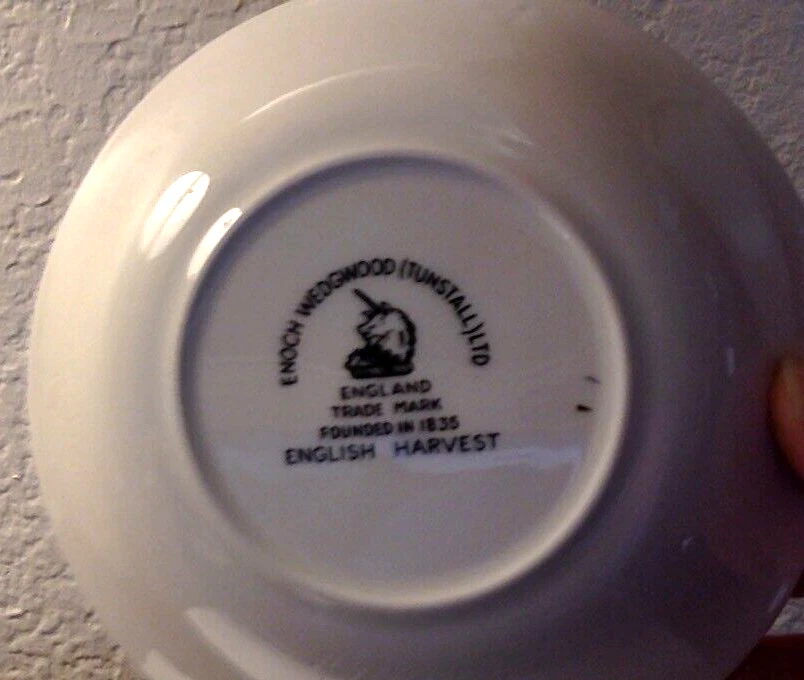 ENOCH WEDGWOOD (TUNSTALL) LTD
ENGLAND
TRADE MARK
FOUNDED IN 1835
ENGLISH HARVEST